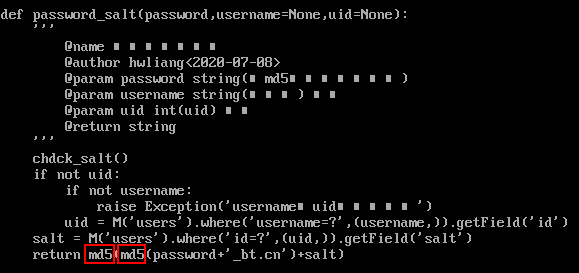 def password_salt(password,username=None,uid=None):
'''
@name ▪ ▪ ▪ ▪ ▪ ▪ ▪
@author hwliang<2020-07-08>
@param password string(▪ md5▪ ▪ ▪ ▪ ▪ ▪ ▪ )
@param username string(▪ ▪ ▪ ) ▪ ▪
@param uid int(uid) ▪ ▪
@return string
'''
chdck_salt()
if not uid:
if not username:
raise Exception('username▪ uid▪ ▪ ▪ ▪ ▪ ')
uid = M('users').where('username=?',(username,)).getField('id')
salt = M('users').where('id=?',(uid,)).getField('salt')
return md5(md5(password+'_bt.cn')+salt)